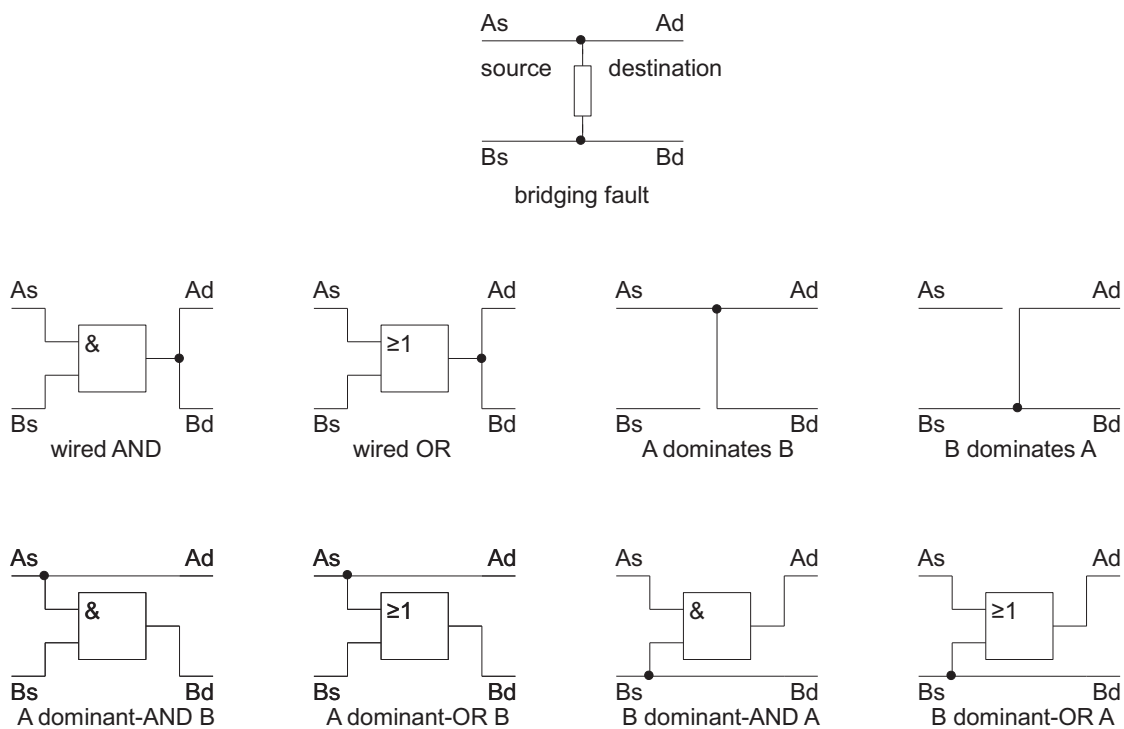 As Ad
source destination
Bs Bd
bridging fault
As Ad As Ad As Ad As Ad
& ≥1
Bs Bd Bs Bd Bs Bd Bs Bd
wired AND wired OR A dominates B B dominates A
As Ad As Ad As Ad As Ad
& ≥1 & ≥1
Bs Bd Bs Bd Bs Bd Bs Bd
A dominant-AND B A dominant-OR B B dominant-AND A B dominant-OR A